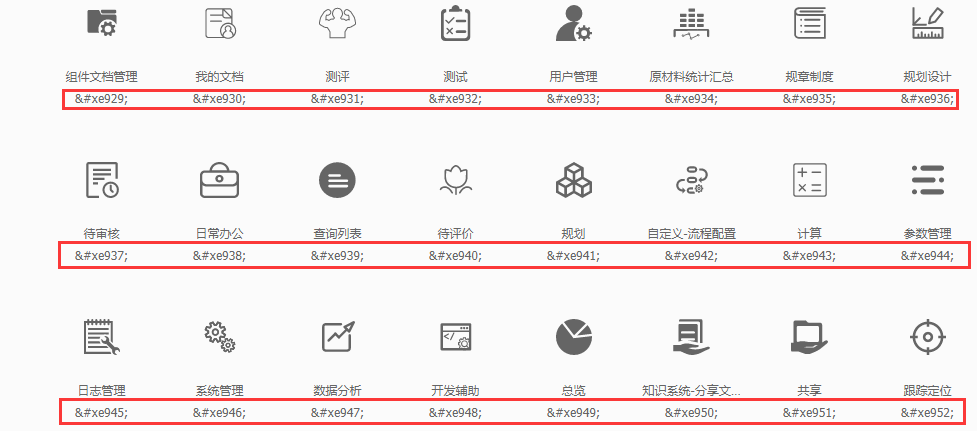 组件文档管理 我的文档 测评 测试 用户管理 原材料统计汇总 规章制度 规划设计
&#xe929; &#xe930; &#xe931; &#xe932; &#xe933; &#xe934; &#xe935; &#xe936;
待审核 日常办公 查询列表 待评价 规划 自定义-流程配置 计算 参数管理
&#xe937; &#xe938; &#xe939; &#xe940; &#xe941; &#xe942; &#xe943; &#xe944;
日志管理 系统管理 数据分析 开发辅助 总览 知识系统-分享文... 共享 跟踪定位
&#xe945; &#xe946; &#xe947; &#xe948; &#xe949; &#xe950; &#xe951; &#xe952;